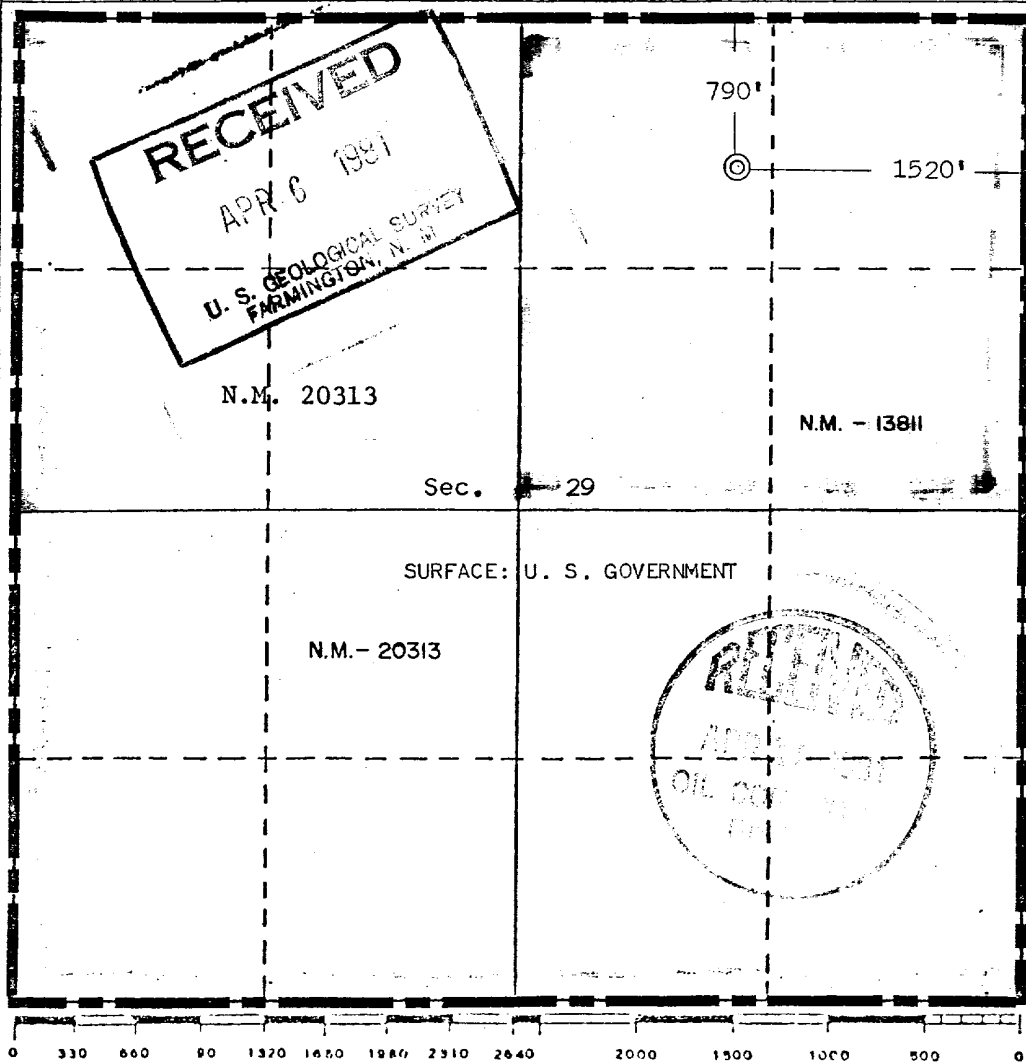 790'
1520'
RECEIVED
APR 6 1981
U. S. GEOLOGICAL SURVEY
FARMINGTON, N. M.
N.M. 20313
N.M. - 13811
Sec. 29
SURFACE: U. S. GOVERNMENT
N.M.- 20313
RECEIVED
OIL
0 330 660 90 1320 1650 1980 2310 2640 2000 1500 1000 500 0